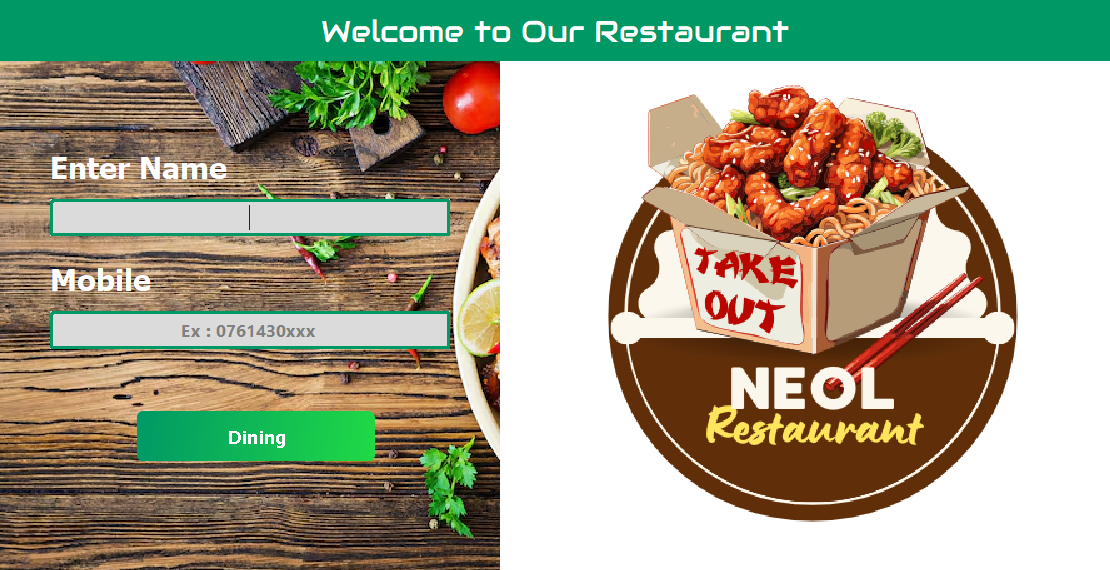 Welcome to Our Restaurant
Enter Name
Mobile
Ex : 0761430xxx
Dining
TAKE
OUT
NEOL
Restaurant